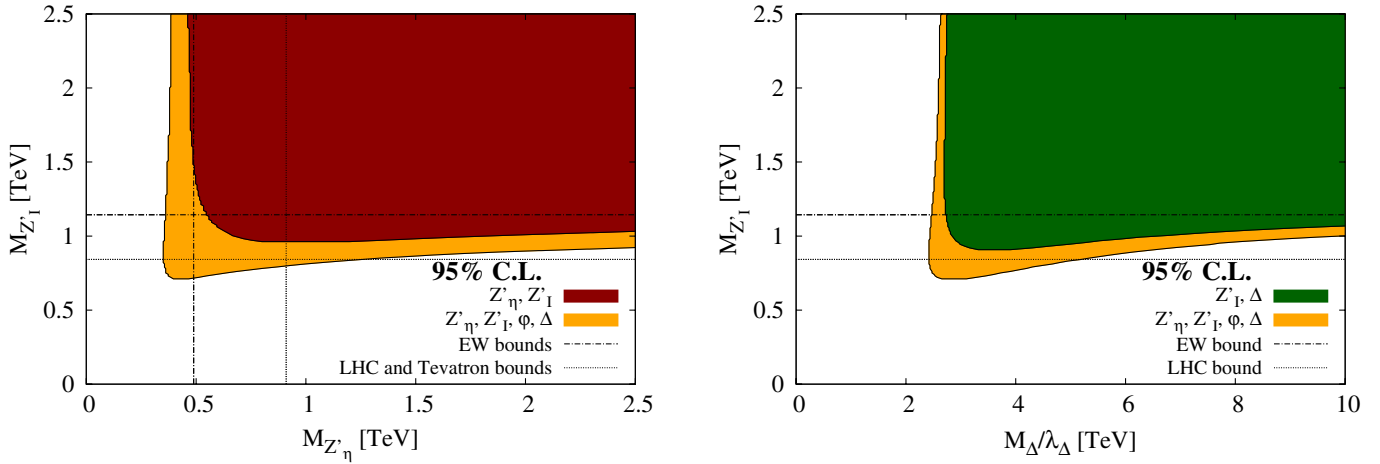 2.5
2
1.5
1
0.5
0
M_{Z'_I} [TeV]
95% C.L.
Z'_η, Z'_I
Z'_η, Z'_I, φ, Δ
EW bounds
LHC and Tevatron bounds
0 0.5 1 1.5 2 2.5
M_{Z'_η} [TeV]
2.5
2
1.5
1
0.5
0
M_{Z'_I} [TeV]
95% C.L.
Z'_I, Δ
Z'_η, Z'_I, φ, Δ
EW bound
LHC bound
0 2 4 6 8 10
M_Δ/λ_Δ [TeV]